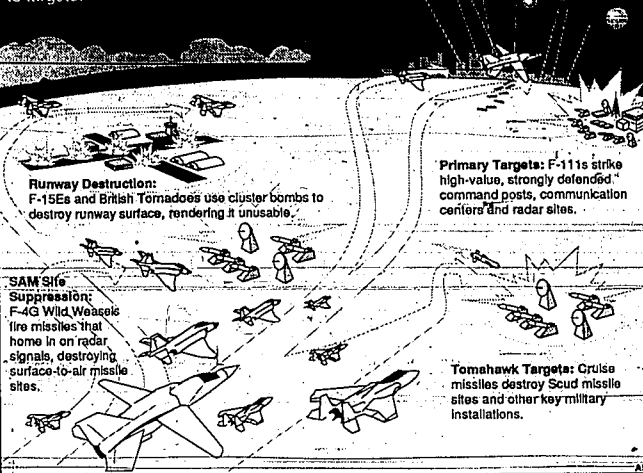 Runway Destruction:
F-15Es and British Tornadoes use cluster bombs to
destroy runway surface, rendering it unusable.
Primary Targets: F-111s strike
high-value, strongly defended
command posts, communication
centers and radar sites.
SAM Site
Suppression:
F-4G Wild Weasels
fire missiles that
home in on radar
signals, destroying
surface-to-air missile
sites.
Tomahawk Targets: Cruise
missiles destroy Scud missile
sites and other key military
installations.